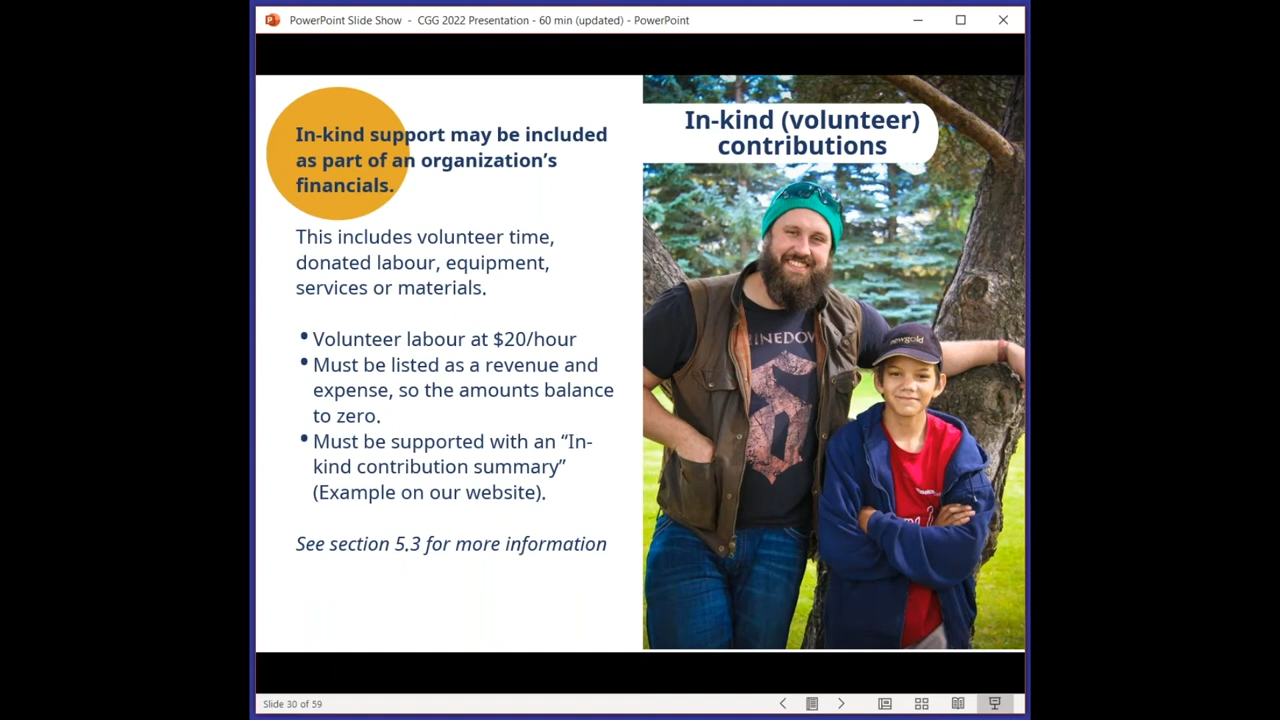 PowerPoint Slide Show - CGG 2022 Presentation - 60 min (updated) - PowerPoint
In-kind support may be included
as part of an organization’s
financials.
This includes volunteer time,
donated labour, equipment,
services or materials.
• Volunteer labour at $20/hour
• Must be listed as a revenue and
expense, so the amounts balance
to zero.
• Must be supported with an “In-
kind contribution summary”
(Example on our website).
See section 5.3 for more information
In-kind (volunteer)
contributions
newgold
Slide 30 of 59